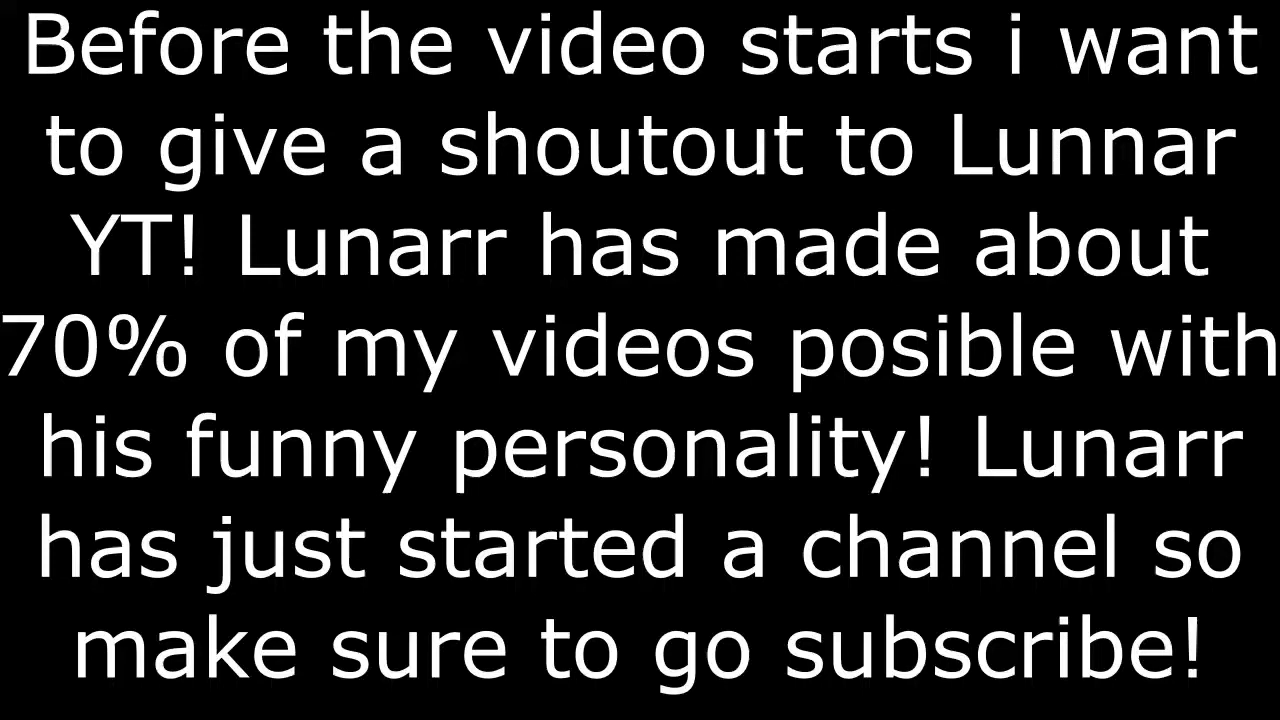 Before the video starts i want
to give a shoutout to Lunnar
YT! Lunarr has made about
70% of my videos posible with
his funny personality! Lunarr
has just started a channel so
make sure to go subscribe!